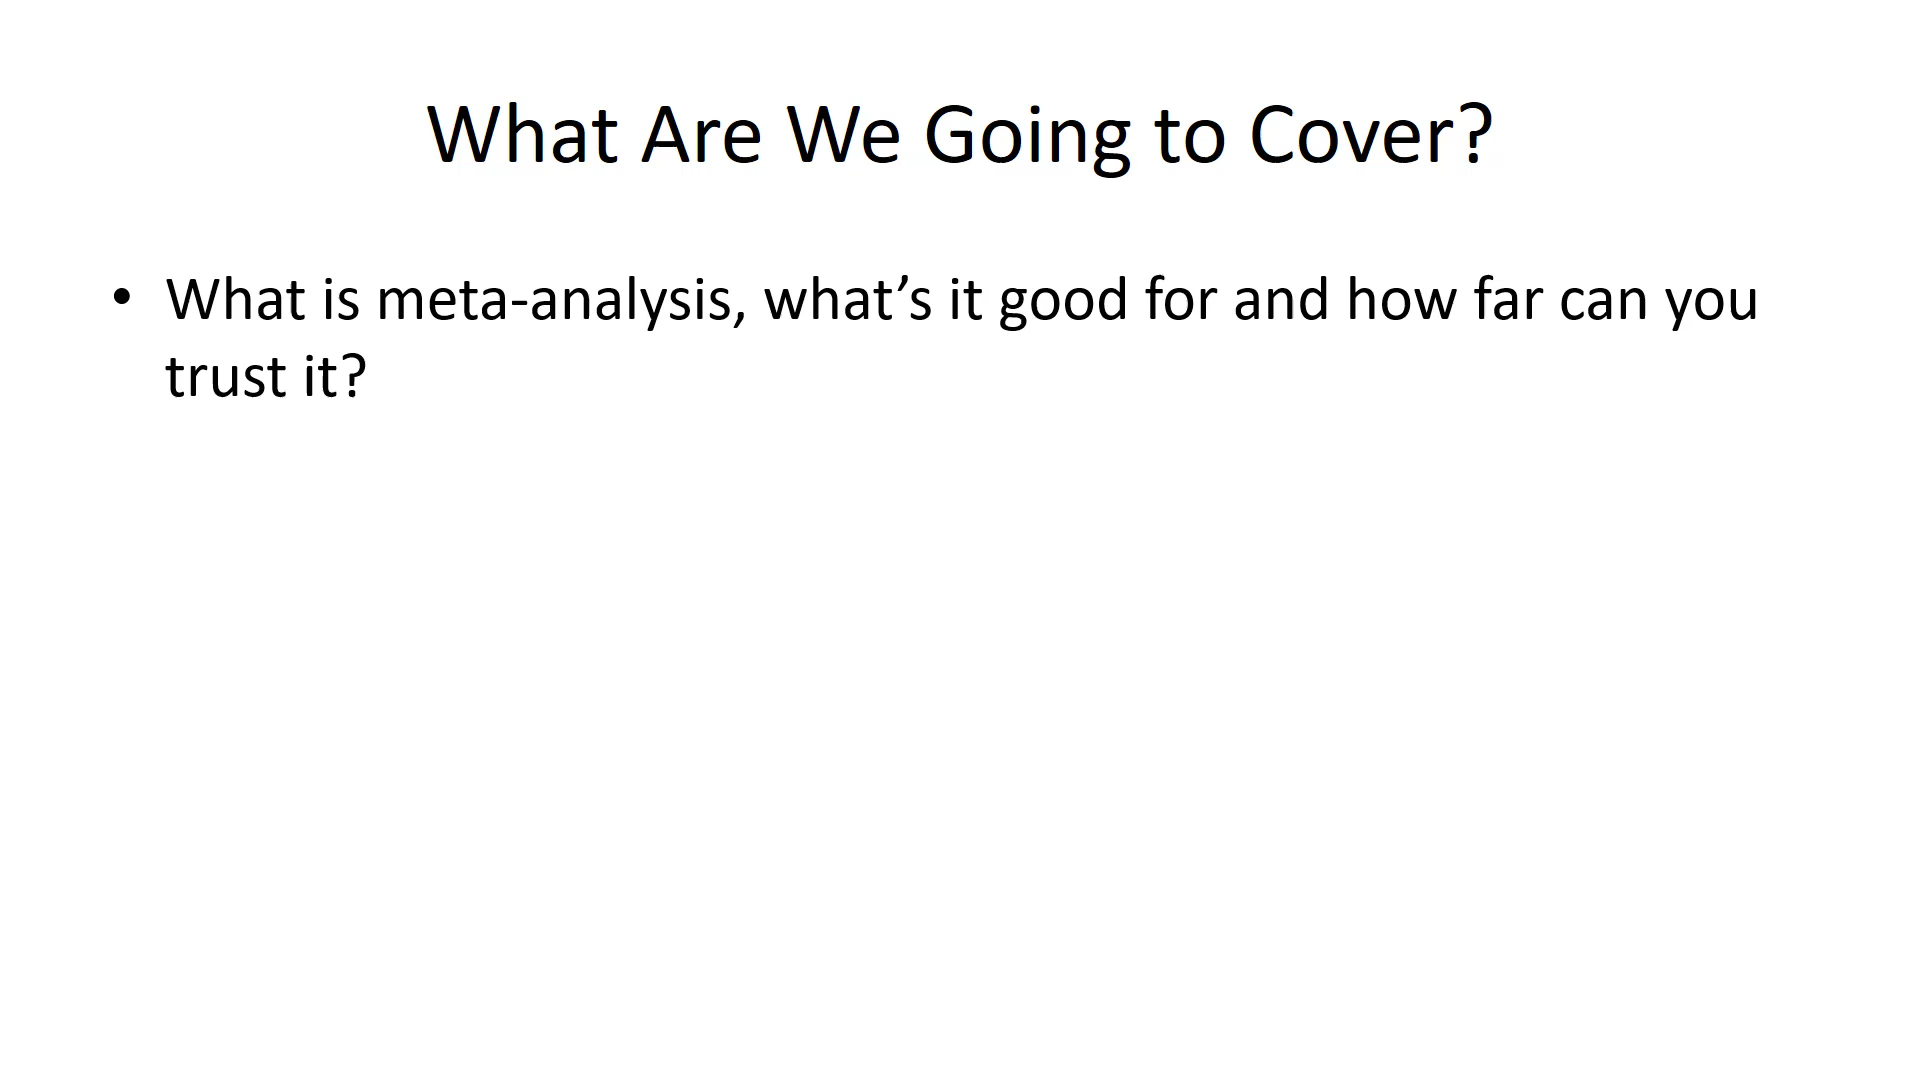 What Are We Going to Cover?
• What is meta-analysis, what’s it good for and how far can you
trust it?